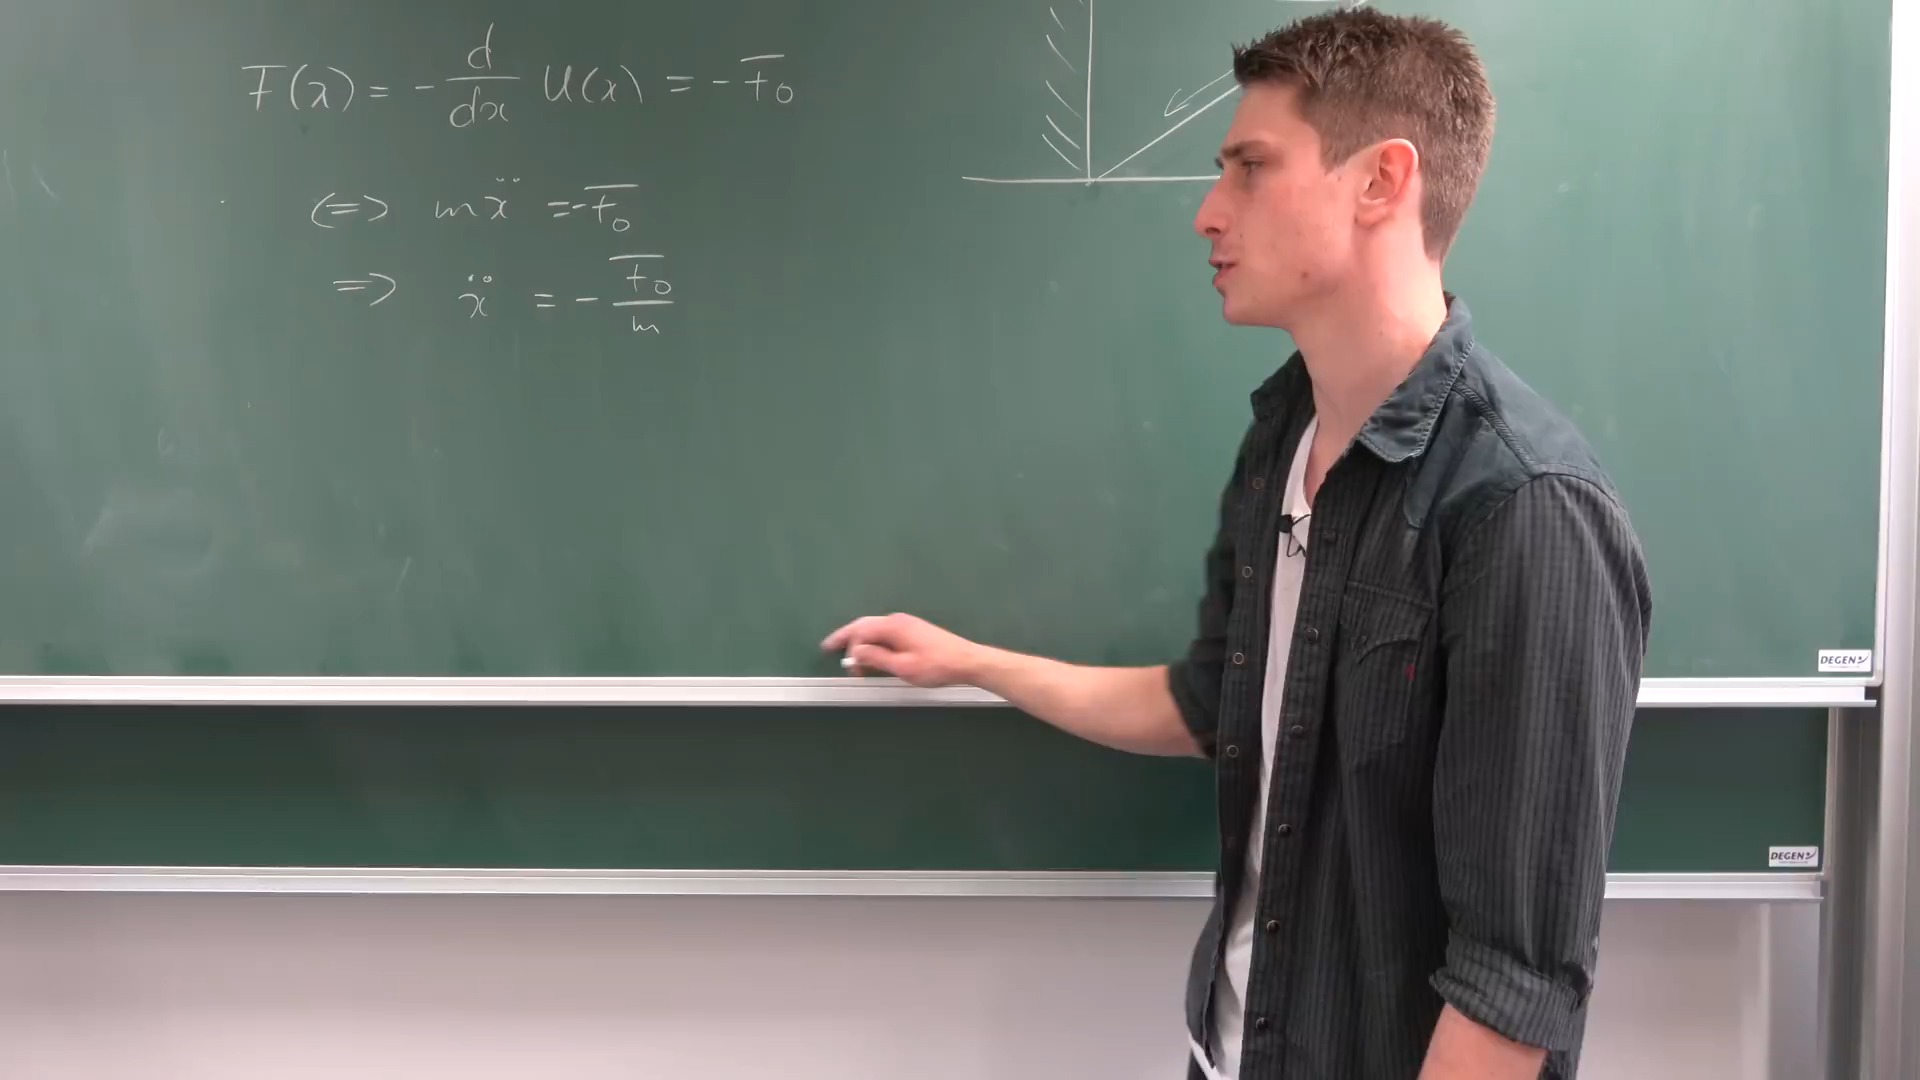 F(x) = - d/dx U(x) = - F₀
<=> mẍ = -F₀
=> ẍ = - F₀/m
DEGEN
DEGEN